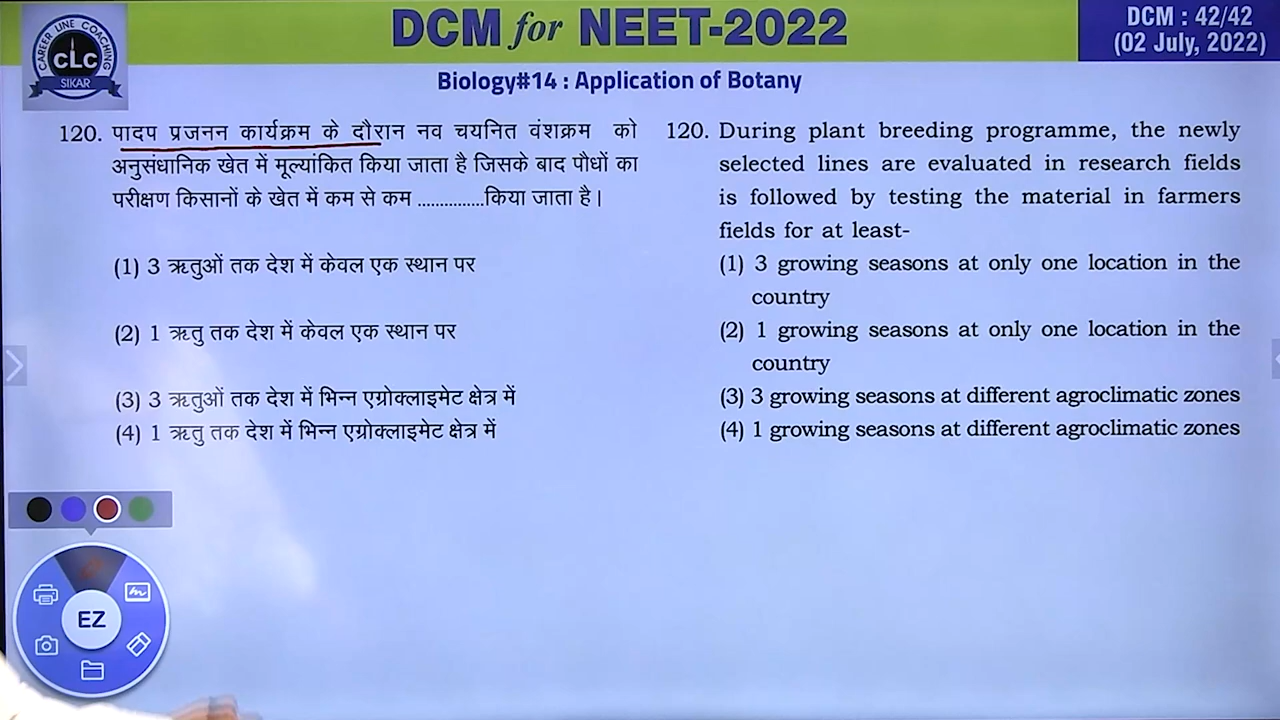 DCM for NEET-2022
DCM : 42/42
(02 July, 2022)
CAREER LINE COACHING
CLC
SIKAR
Biology#14 : Application of Botany
120. पादप प्रजनन कार्यक्रम के दौरान नव चयनित वंशक्रम को
अनुसंधानिक खेत में मूल्यांकित किया जाता है जिसके बाद पौधों का
परीक्षण किसानों के खेत में कम से कम ...............किया जाता है।
(1) 3 ऋतुओं तक देश में केवल एक स्थान पर
(2) 1 ऋतु तक देश में केवल एक स्थान पर
(3) 3 ऋतुओं तक देश में भिन्न एग्रोक्लाइमेट क्षेत्र में
(4) 1 ऋतु तक देश में भिन्न एग्रोक्लाइमेट क्षेत्र में
120. During plant breeding programme, the newly
selected lines are evaluated in research fields
is followed by testing the material in farmers
fields for at least-
(1) 3 growing seasons at only one location in the
country
(2) 1 growing seasons at only one location in the
country
(3) 3 growing seasons at different agroclimatic zones
(4) 1 growing seasons at different agroclimatic zones
EZ